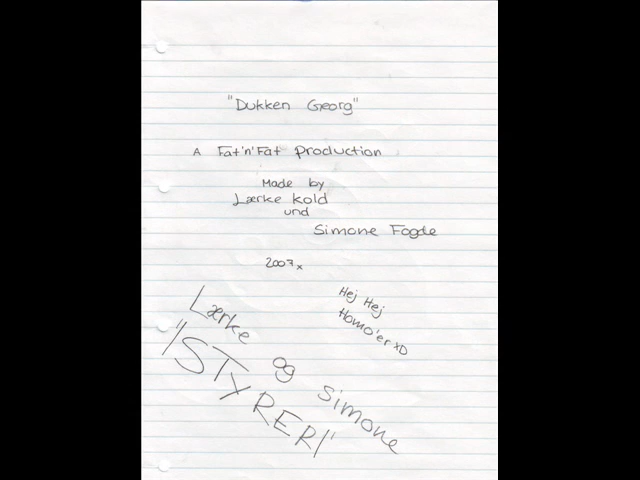 "Dukken Georg"
A Fat'n'Fat production
Made by
Lærke Kold
und
Simone Fogde
2007x
Hej Hej
Homo'er xD
Lærke og Simone
"STYRER!"